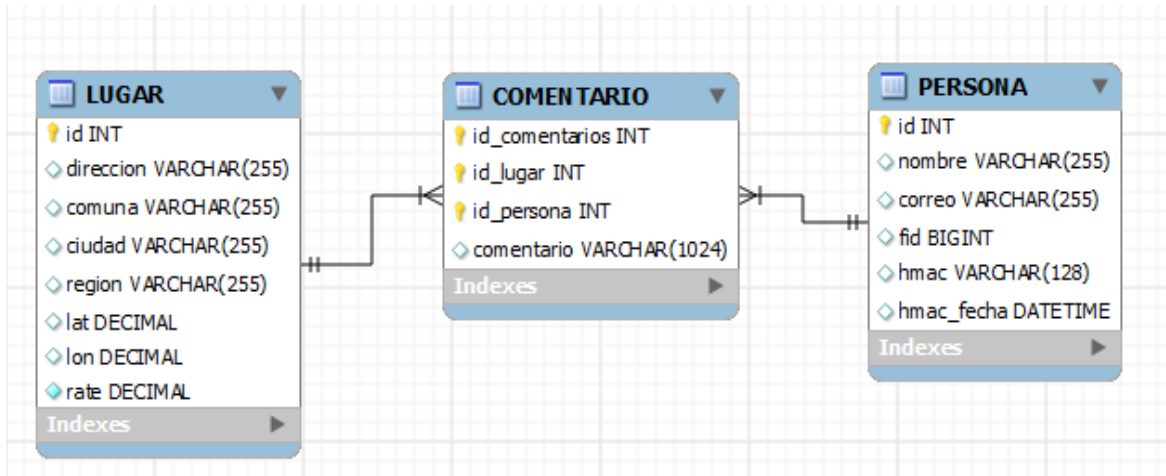 LUGAR
id INT
direccion VARCHAR(255)
comuna VARCHAR(255)
ciudad VARCHAR(255)
region VARCHAR(255)
lat DECIMAL
lon DECIMAL
rate DECIMAL
Indexes
COMENTARIO
id_comentarios INT
id_lugar INT
id_persona INT
comentario VARCHAR(1024)
Indexes
PERSONA
id INT
nombre VARCHAR(255)
correo VARCHAR(255)
fid BIGINT
hmac VARCHAR(128)
hmac_fecha DATETIME
Indexes